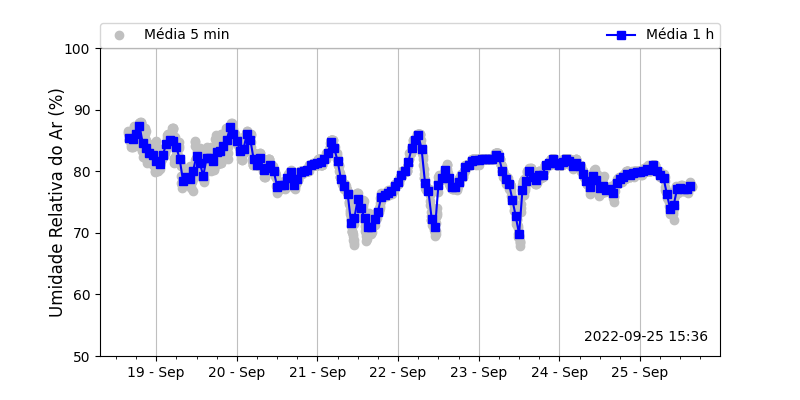 Média 5 min Média 1 h
100
90
80
70
60
50
Umidade Relativa do Ar (%)
2022-09-25 15:36
19 - Sep 20 - Sep 21 - Sep 22 - Sep 23 - Sep 24 - Sep 25 - Sep